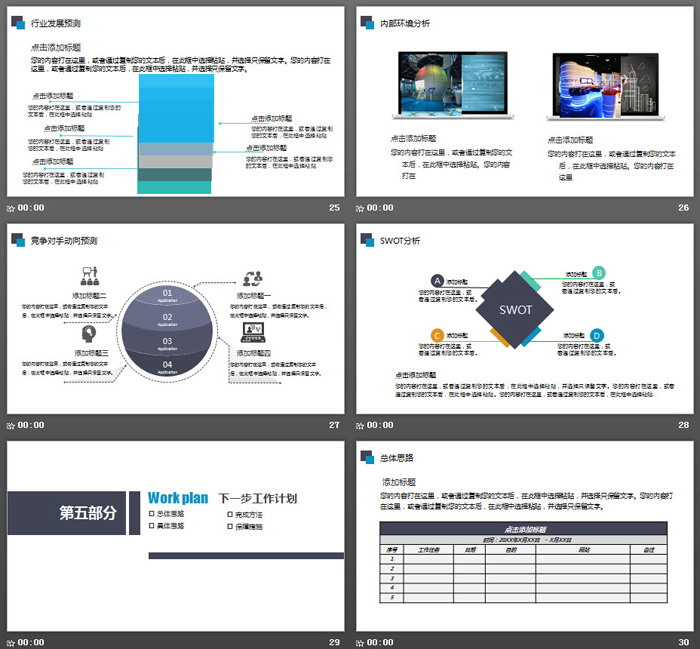 行业发展预测
点击添加标题
您的内容打在这里，或者通过复制您的文本后，在此框中选择粘贴，并选择只保留文字。您的内容打在
这里，或者通过复制您的文本后，在此框中选择粘贴，并选择只保留文字。
点击添加标题
您的内容打在这里，或者通过复制您的
文本后，在此框中选择粘贴
点击添加标题
您的内容打在这里，或者通过复制
您的文本后，在此框中选择粘贴
点击添加标题
您的内容打在这里，或者通过复制
您的文本后，在此框中选择粘贴
点击添加标题
您的内容打在这里，或者通过复制
您的文本后，在此框中选择粘贴
点击添加标题
您的内容打在这里，或者通过复制您
的文本后，在此框中选择粘贴
00:00
25
内部环境分析
点击添加标题
您的内容打在这里，或者通过复制您的文
本后，在此框中选择粘贴。您的内容
打在
点击添加标题
您的内容打在这里，或者通过复制您的文本
后，在此框中选择粘贴。您的内容打在
这里
00:00
26
竞争对手动向预测
添加标题二
您的内容打在这里，或者通过复制您的文本
后，在此框中选择粘贴，并选择只保留文字。
添加标题三
您的内容打在这里，或者通过复制您的文本
后，在此框中选择粘贴，并选择只保留文字。
01
Application
02
Application
03
Application
04
Application
添加标题一
您的内容打在这里，或者通过复制您的文本
后，在此框中选择粘贴，并选择只保留文字。
添加标题四
您的内容打在这里，或者通过复制您的文本
后，在此框中选择粘贴，并选择只保留文字。
00:00
27
SWOT分析
A
添加标题
您的内容打在这里，或
者通过复制您的文本后。
B
添加标题
您的内容打在这里，或
者通过复制您的文本后。
SWOT
C
添加标题
您的内容打在这里，或
者通过复制您的文本后。
D
添加标题
您的内容打在这里，或
者通过复制您的文本后。
点击添加标题
您的内容打在这里，或者通过复制您的文本后，在此框中选择粘贴，并选择只保留文字。您的内容打在这里，或者
通过复制您的文本后，在此框中选择粘贴。您的内容打在这里，或者通过复制您的文本后，在此框中选择粘贴
00:00
28
第五部分
Work plan 下一步工作计划
总体思路
完成方法
具体思路
保障措施
00:00
29
总体思路
添加标题
您的内容打在这里，或者通过复制您的文本后，在此框中选择粘贴，并选择只保留文字。您的内容打在这里，或者通
过复制您的文本后，在此框中选择粘贴，并选择只保留文字。
点击添加标题
时间：20XX年X月XX日 - X月XX日
序号 工作任务 日期 目的 网站 备注
1
2
3
4
5
00:00
30